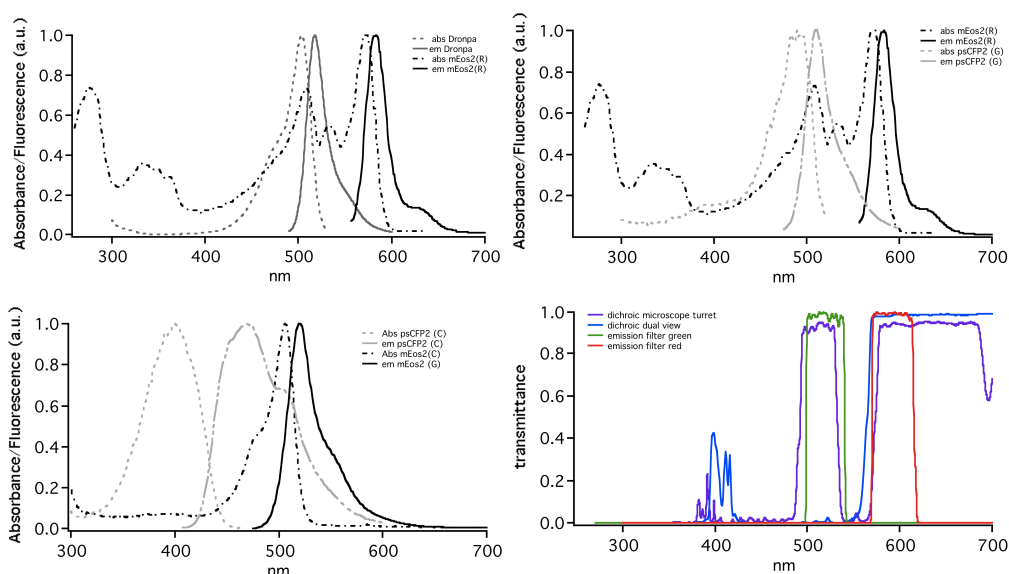 Absorbance/Fluorescence (a.u.)
1.0
0.8
0.6
0.4
0.2
0.0
300
400
500
600
700
nm
abs Dronpa
em Dronpa
abs mEos2(R)
em mEos2(R)
Absorbance/Fluorescence (a.u.)
1.0
0.8
0.6
0.4
0.2
300
400
500
600
700
nm
abs mEos2(R)
em mEos2(R)
abs psCFP2 (G)
em psCFP2 (G)
Absorbance/Fluorescence (a.u.)
1.0
0.8
0.6
0.4
0.2
0.0
300
400
500
600
700
nm
Abs psCFP2 (C)
em psCFP2 (C)
Abs mEos2(C)
em mEos2 (G)
transmittance
1.0
0.8
0.6
0.4
0.2
0.0
300
400
500
600
700
nm
dichroic microscope turret
dichroic dual view
emission filter green
emission filter red